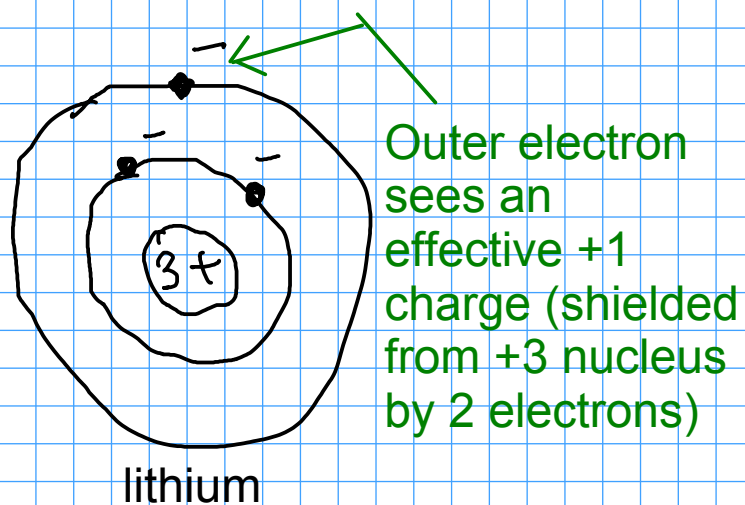 −
−
−
3+
Outer electron
sees an
effective +1
charge (shielded
from +3 nucleus
by 2 electrons)
lithium